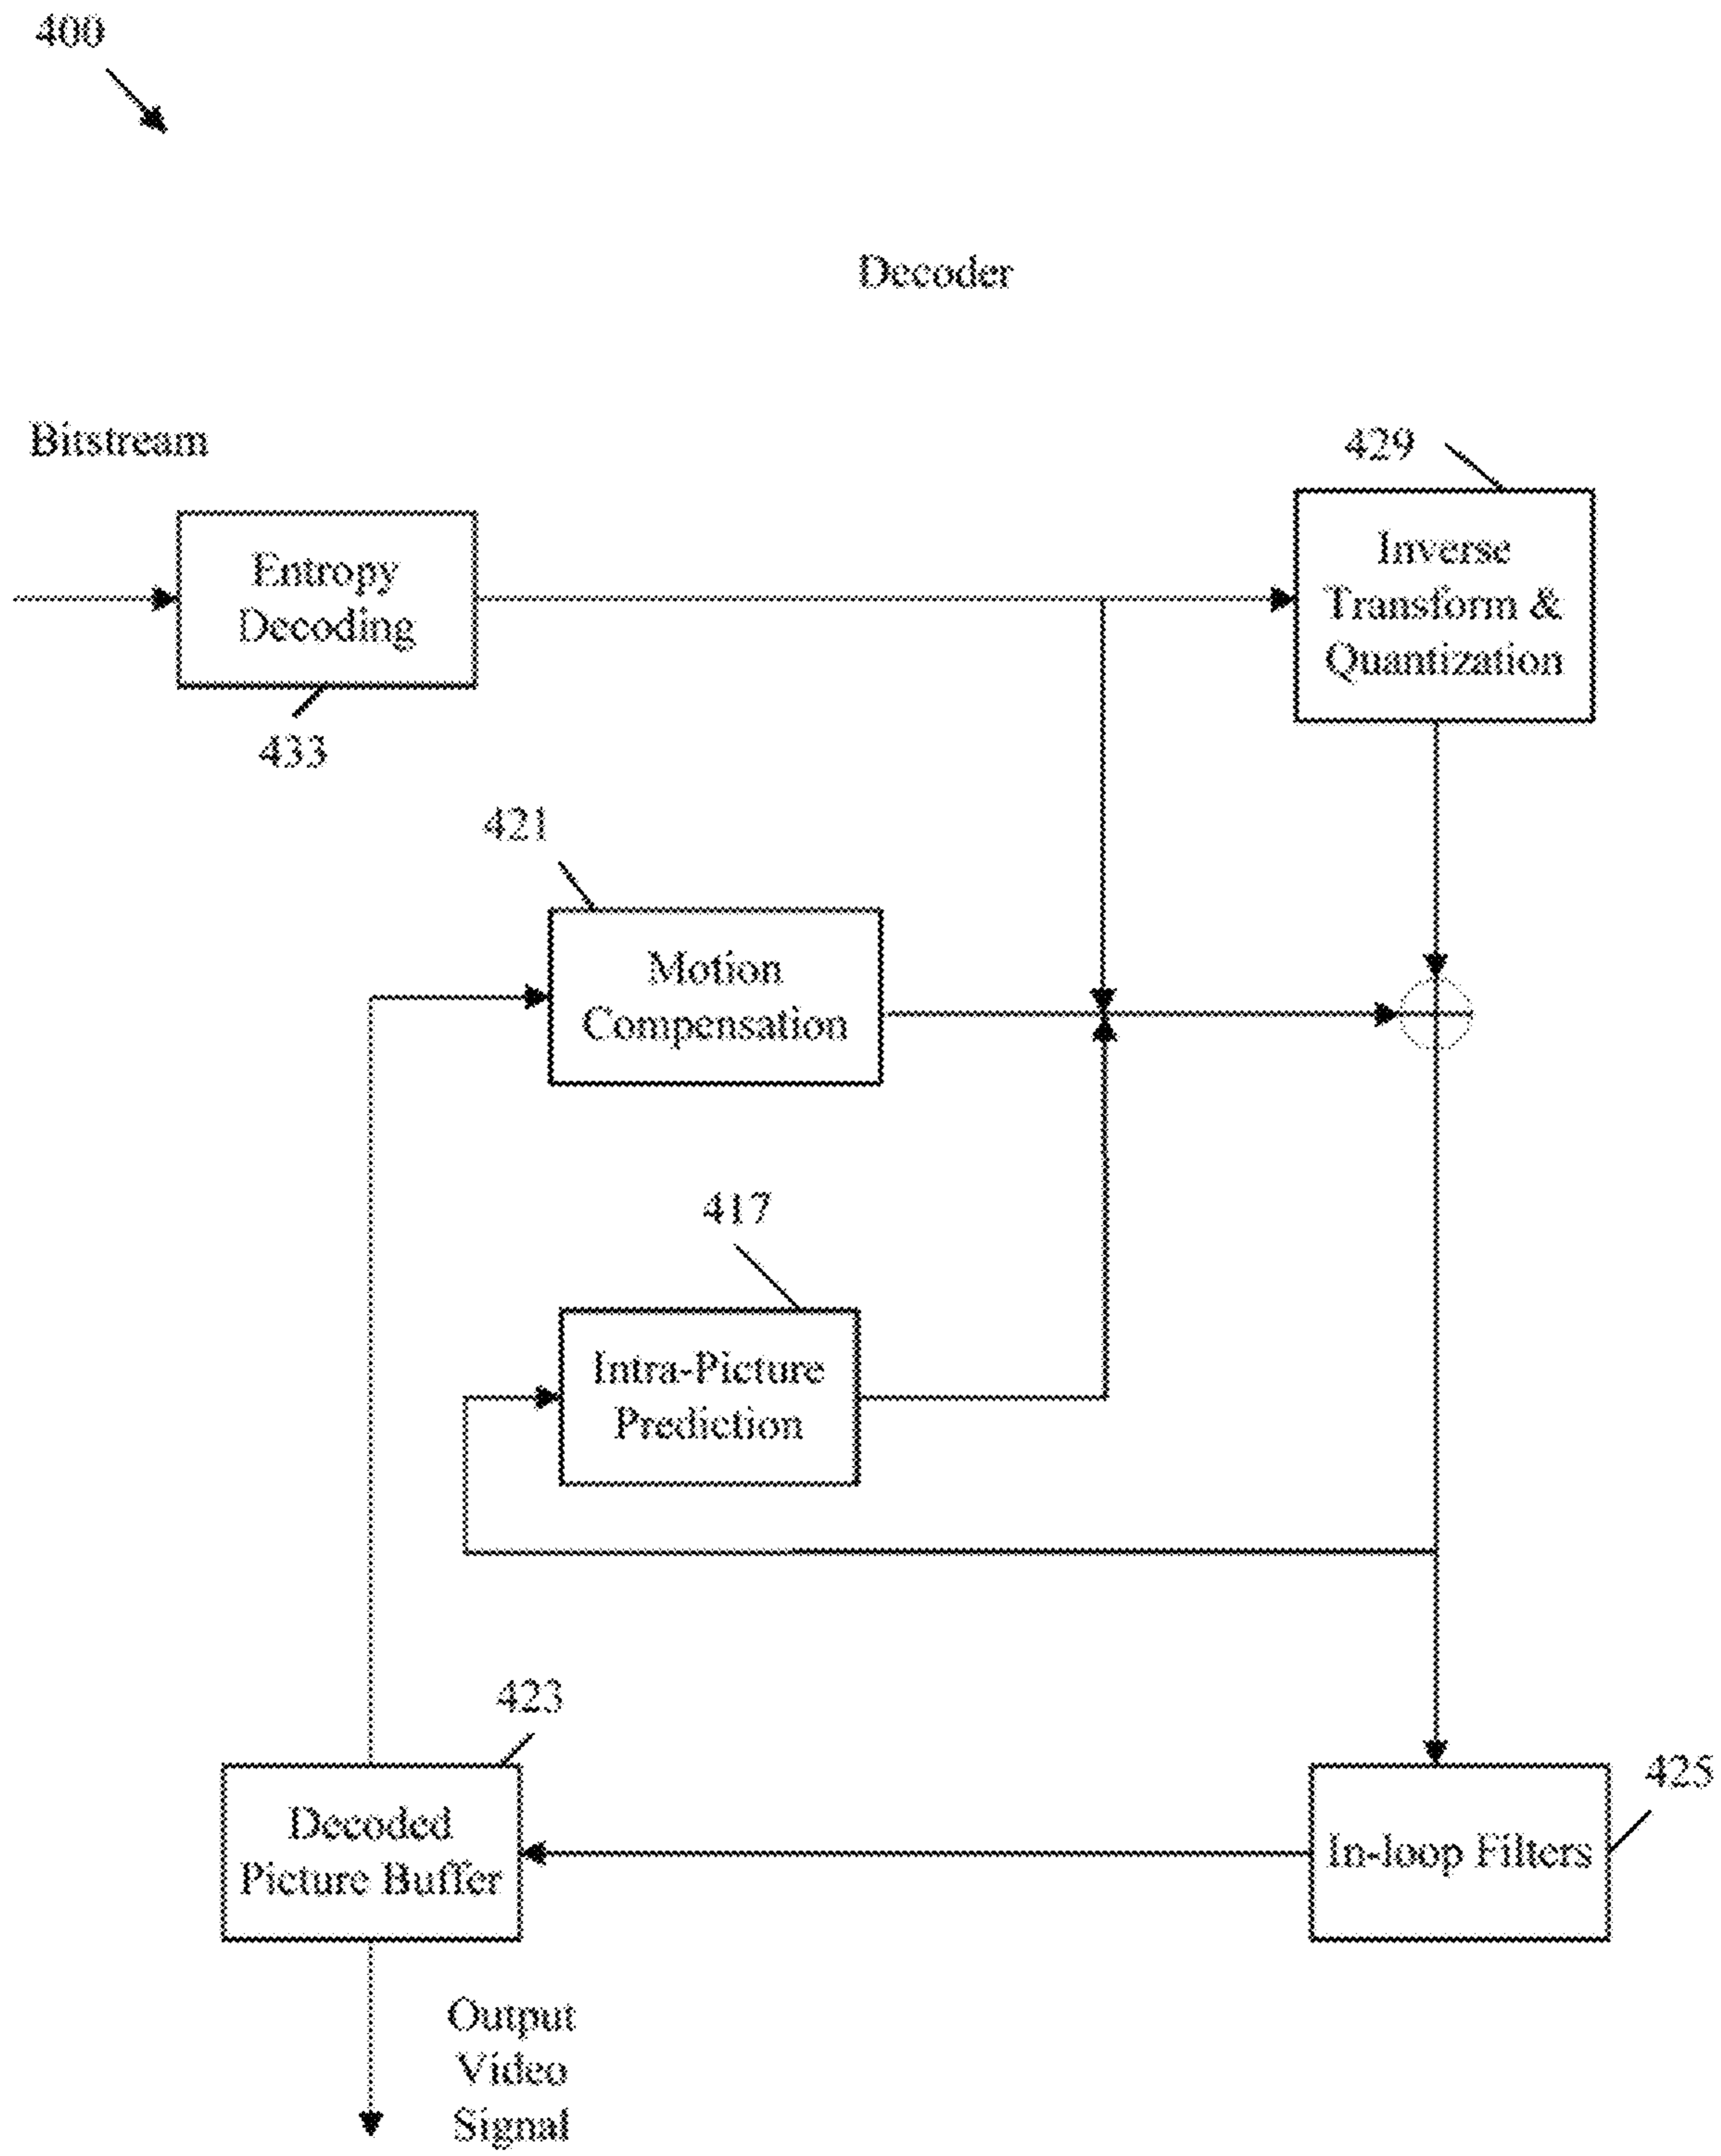 400
Decoder
Bitstream
429
Entropy
Decoding
Inverse
Transform &
Quantization
433
421
Motion
Compensation
417
Intra-Picture
Prediction
423
425
Decoded
Picture Buffer
In-loop Filters
Output
Video
Signal